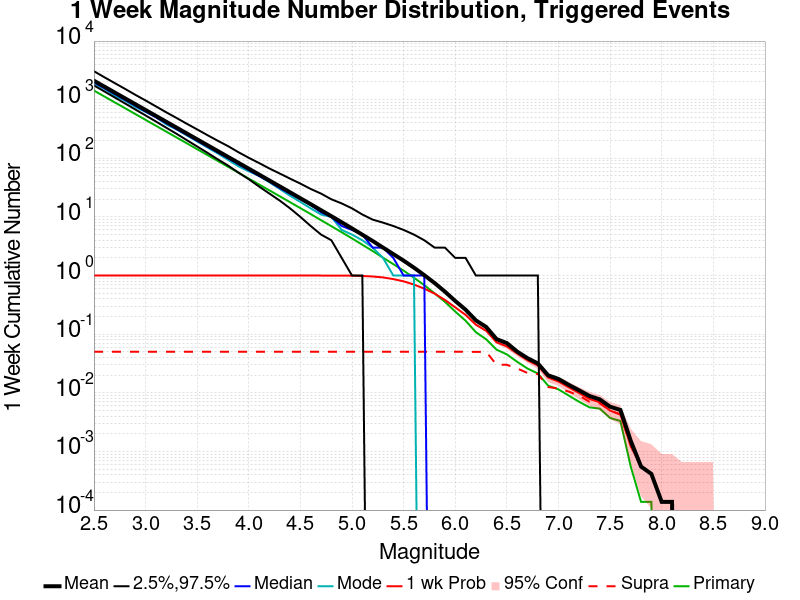 1 Week Magnitude Number Distribution, Triggered Events
1 Week Cumulative Number
10^4
10^3
10^2
10^1
10^0
10^-1
10^-2
10^-3
10^-4
2.5 3.0 3.5 4.0 4.5 5.0 5.5 6.0 6.5 7.0 7.5 8.0 8.5 9.0
Magnitude
Mean 2.5%,97.5% Median Mode 1 wk Prob 95% Conf Supra Primary